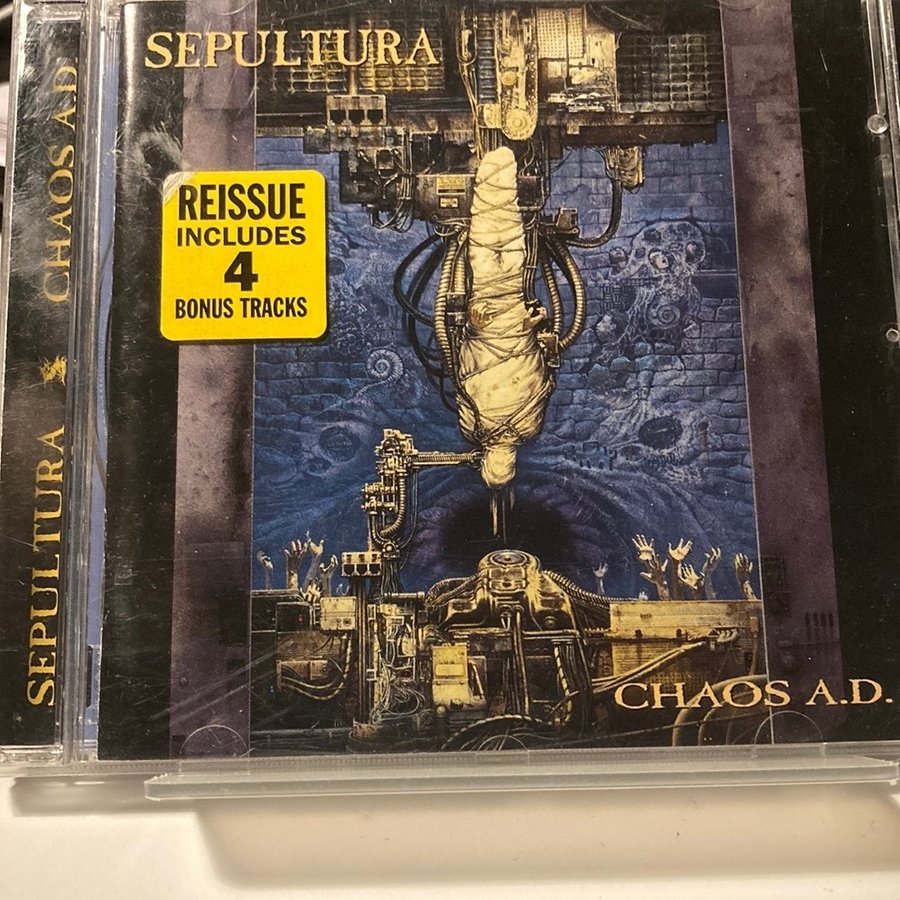 SEPULTURA
REISSUE
INCLUDES
4
BONUS TRACKS
CHAOS A.D.
SEPULTURA CHAOS A.D.